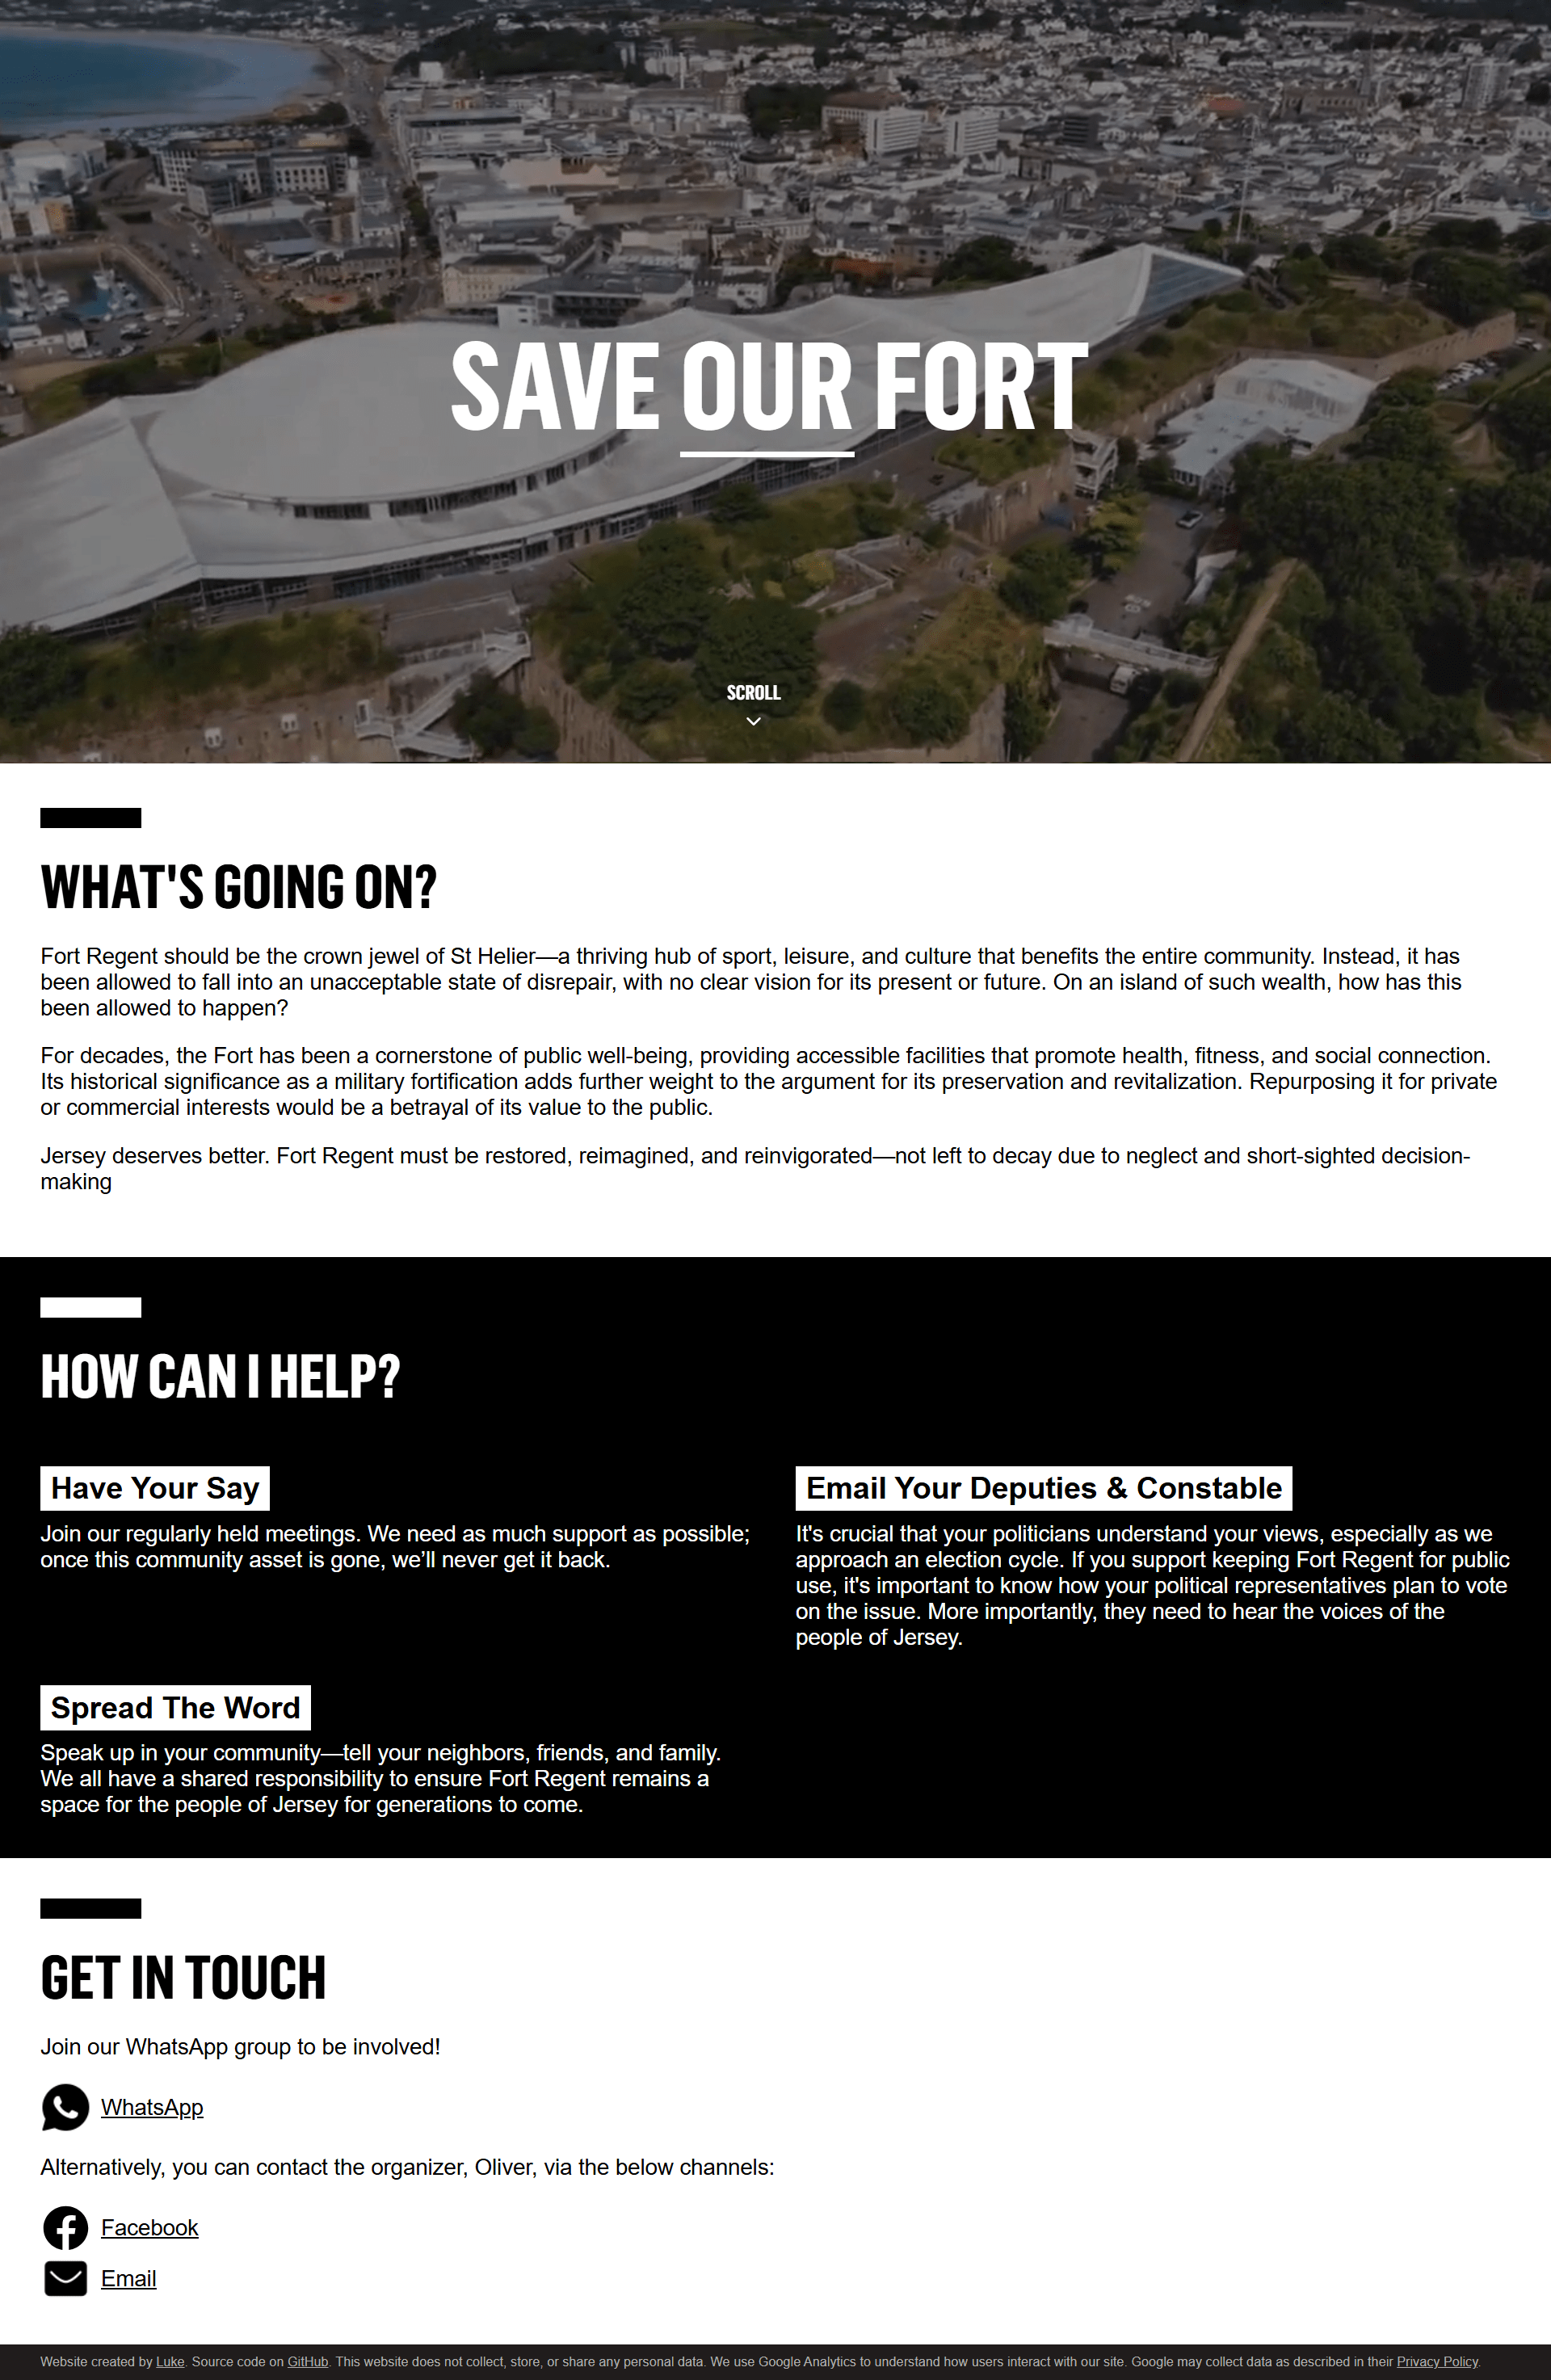 SAVE OUR FORT
SCROLL
WHAT'S GOING ON?
Fort Regent should be the crown jewel of St Helier—a thriving hub of sport, leisure, and culture that benefits the entire community. Instead, it has
been allowed to fall into an unacceptable state of disrepair, with no clear vision for its present or future. On an island of such wealth, how has this
been allowed to happen?
For decades, the Fort has been a cornerstone of public well-being, providing accessible facilities that promote health, fitness, and social connection.
Its historical significance as a military fortification adds further weight to the argument for its preservation and revitalization. Repurposing it for private
or commercial interests would be a betrayal of its value to the public.
Jersey deserves better. Fort Regent must be restored, reimagined, and reinvigorated—not left to decay due to neglect and short-sighted decision-
making
HOW CAN I HELP?
Have Your Say
Join our regularly held meetings. We need as much support as possible;
once this community asset is gone, we’ll never get it back.
Email Your Deputies & Constable
It's crucial that your politicians understand your views, especially as we
approach an election cycle. If you support keeping Fort Regent for public
use, it's important to know how your political representatives plan to vote
on the issue. More importantly, they need to hear the voices of the
people of Jersey.
Spread The Word
Speak up in your community—tell your neighbors, friends, and family.
We all have a shared responsibility to ensure Fort Regent remains a
space for the people of Jersey for generations to come.
GET IN TOUCH
Join our WhatsApp group to be involved!
WhatsApp
Alternatively, you can contact the organizer, Oliver, via the below channels:
Facebook
Email
Website created by Luke. Source code on GitHub. This website does not collect, store, or share any personal data. We use Google Analytics to understand how users interact with our site. Google may collect data as described in their Privacy Policy.